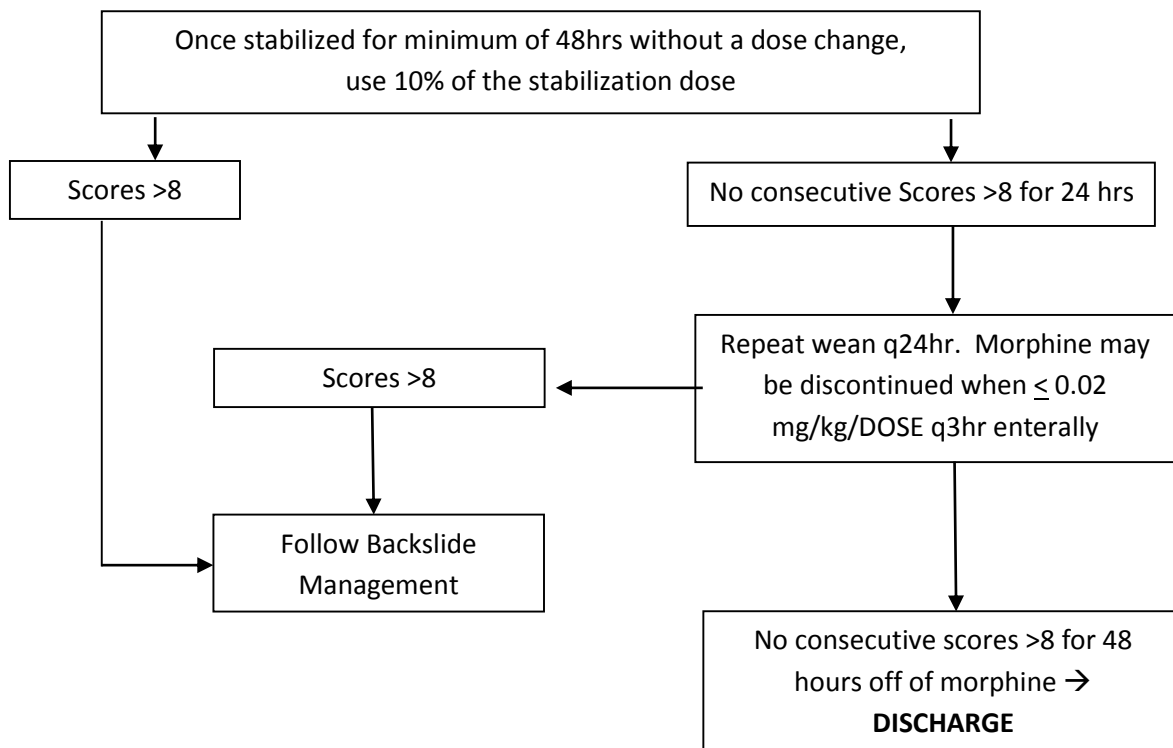 Once stabilized for minimum of 48hrs without a dose change,
use 10% of the stabilization dose
Scores >8
No consecutive Scores >8 for 24 hrs
Repeat wean q24hr.  Morphine may
be discontinued when ≤ 0.02
mg/kg/DOSE q3hr enterally
Scores >8
Follow Backslide
Management
No consecutive scores >8 for 48
hours off of morphine →
DISCHARGE